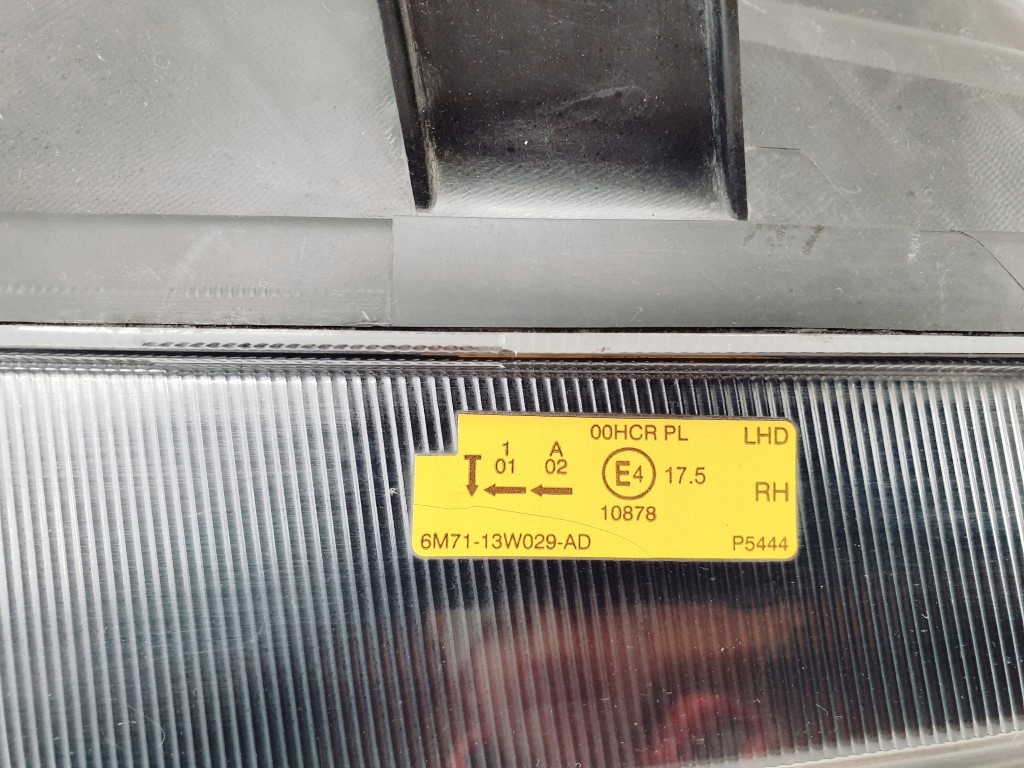 00HCR PL LHD
1 A
01 02
E4 17.5
RH
10878
6M71-13W029-AD P5444